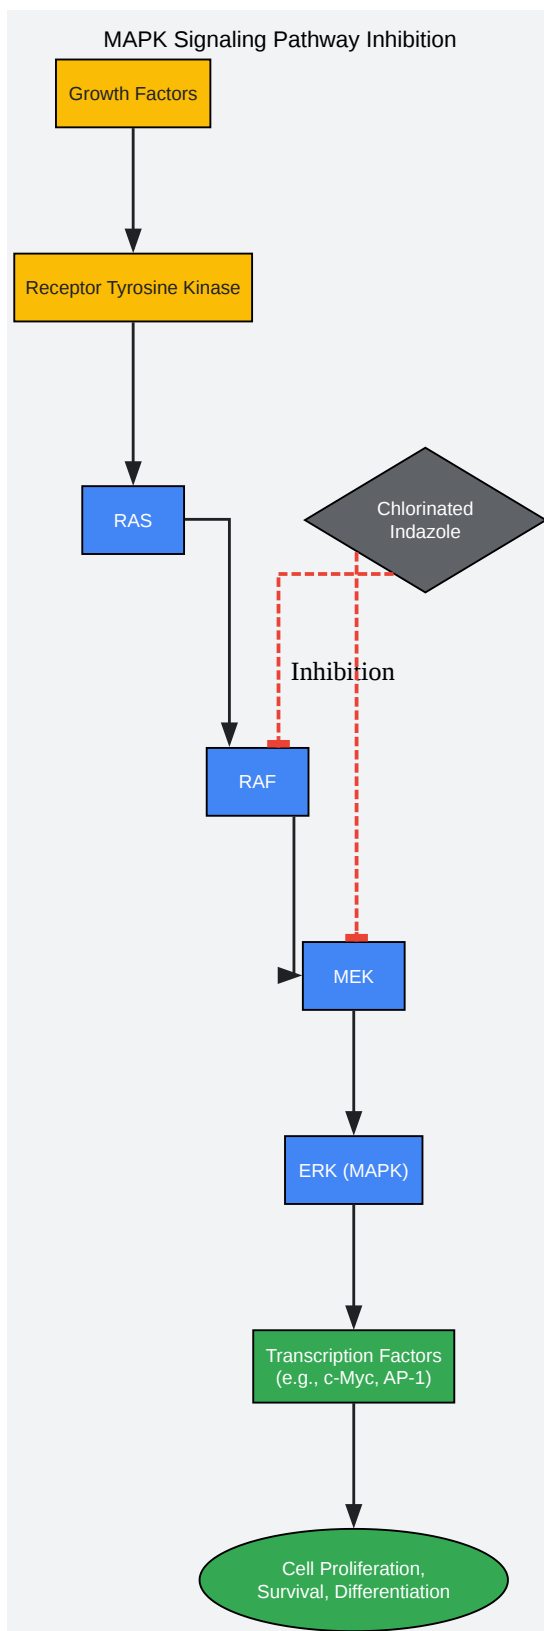 MAPK Signaling Pathway Inhibition
Growth Factors
Receptor Tyrosine Kinase
RAS
Chlorinated
Indazole
Inhibition
RAF
MEK
ERK (MAPK)
Transcription Factors
(e.g., c-Myc, AP-1)
Cell Proliferation,
Survival, Differentiation